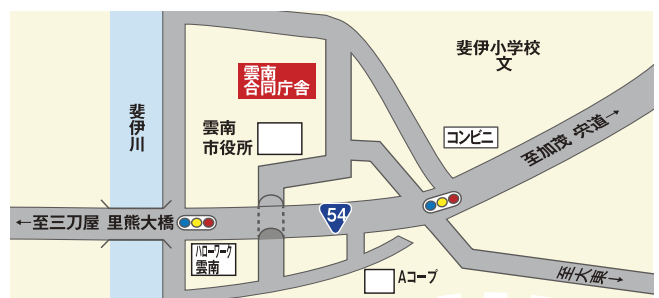 斐伊小学校
文
雲南
合同庁舎
斐伊川
雲南
市役所
コンビニ
至加茂 宍道→
←至三刀屋 里熊大橋
54
ハローワーク
雲南
Aコープ
至大東→